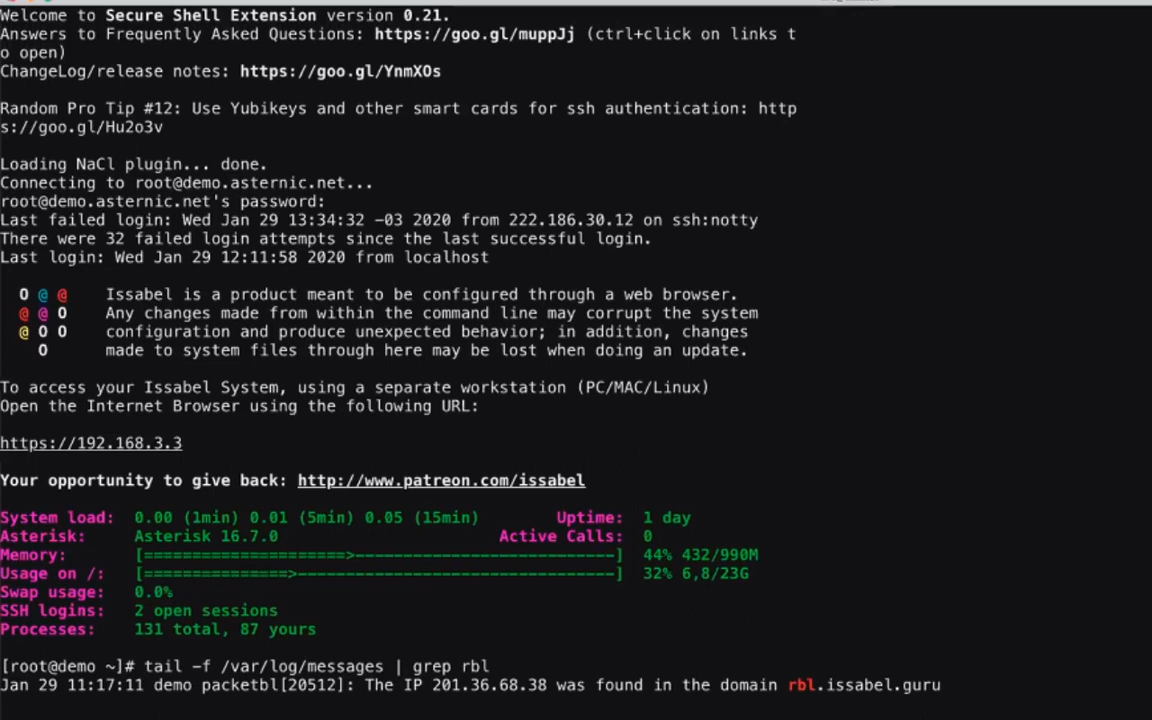 Welcome to Secure Shell Extension version 0.21.
Answers to Frequently Asked Questions: https://goo.gl/muppJj (ctrl+click on links t
o open)
ChangeLog/release notes: https://goo.gl/YnmXOs
Random Pro Tip #12: Use Yubikeys and other smart cards for ssh authentication: http
s://goo.gl/Hu2o3v
Loading NaCl plugin... done.
Connecting to root@demo.asternic.net...
root@demo.asternic.net's password:
Last failed login: Wed Jan 29 13:34:32 -03 2020 from 222.186.30.12 on ssh:notty
There were 32 failed login attempts since the last successful login.
Last login: Wed Jan 29 12:11:58 2020 from localhost
O @ @ Issabel is a product meant to be configured through a web browser.
@ @ O Any changes made from within the command line may corrupt the system
@ O O configuration and produce unexpected behavior; in addition, changes
O made to system files through here may be lost when doing an update.
To access your Issabel System, using a separate workstation (PC/MAC/Linux)
Open the Internet Browser using the following URL:
https://192.168.3.3
Your opportunity to give back: http://www.patreon.com/issabel
System load: 0.00 (1min) 0.01 (5min) 0.05 (15min) Uptime: 1 day
Asterisk: Asterisk 16.7.0 Active Calls: 0
Memory: [=====================>---------------------------] 44% 432/990M
Usage on /: [===============>---------------------------------] 32% 6,8/23G
Swap usage: 0.0%
SSH logins: 2 open sessions
Processes: 131 total, 87 yours
[root@demo ~]# tail -f /var/log/messages | grep rbl
Jan 29 11:17:11 demo packetbl[20512]: The IP 201.36.68.38 was found in the domain rbl.issabel.guru